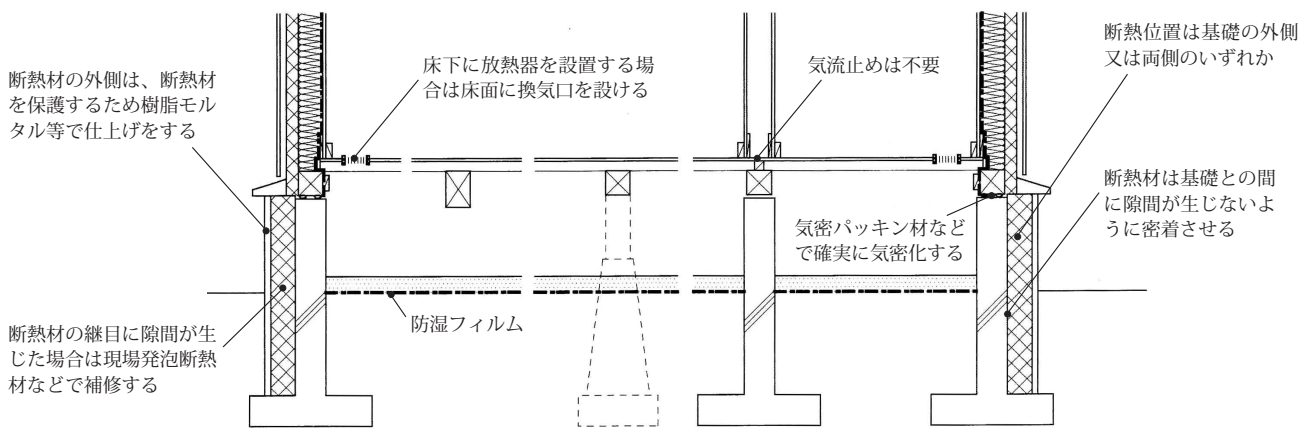 断熱材の外側は、断熱材
を保護するため樹脂モル
タル等で仕上げをする
床下に放熱器を設置する場
合は床面に換気口を設ける
気流止めは不要
断熱位置は基礎の外側
又は両側のいずれか
断熱材は基礎との間
に隙間が生じないよ
うに密着させる
気密パッキン材など
で確実に気密化する
防湿フィルム
断熱材の継目に隙間が生
じた場合は現場発泡断熱
材などで補修する